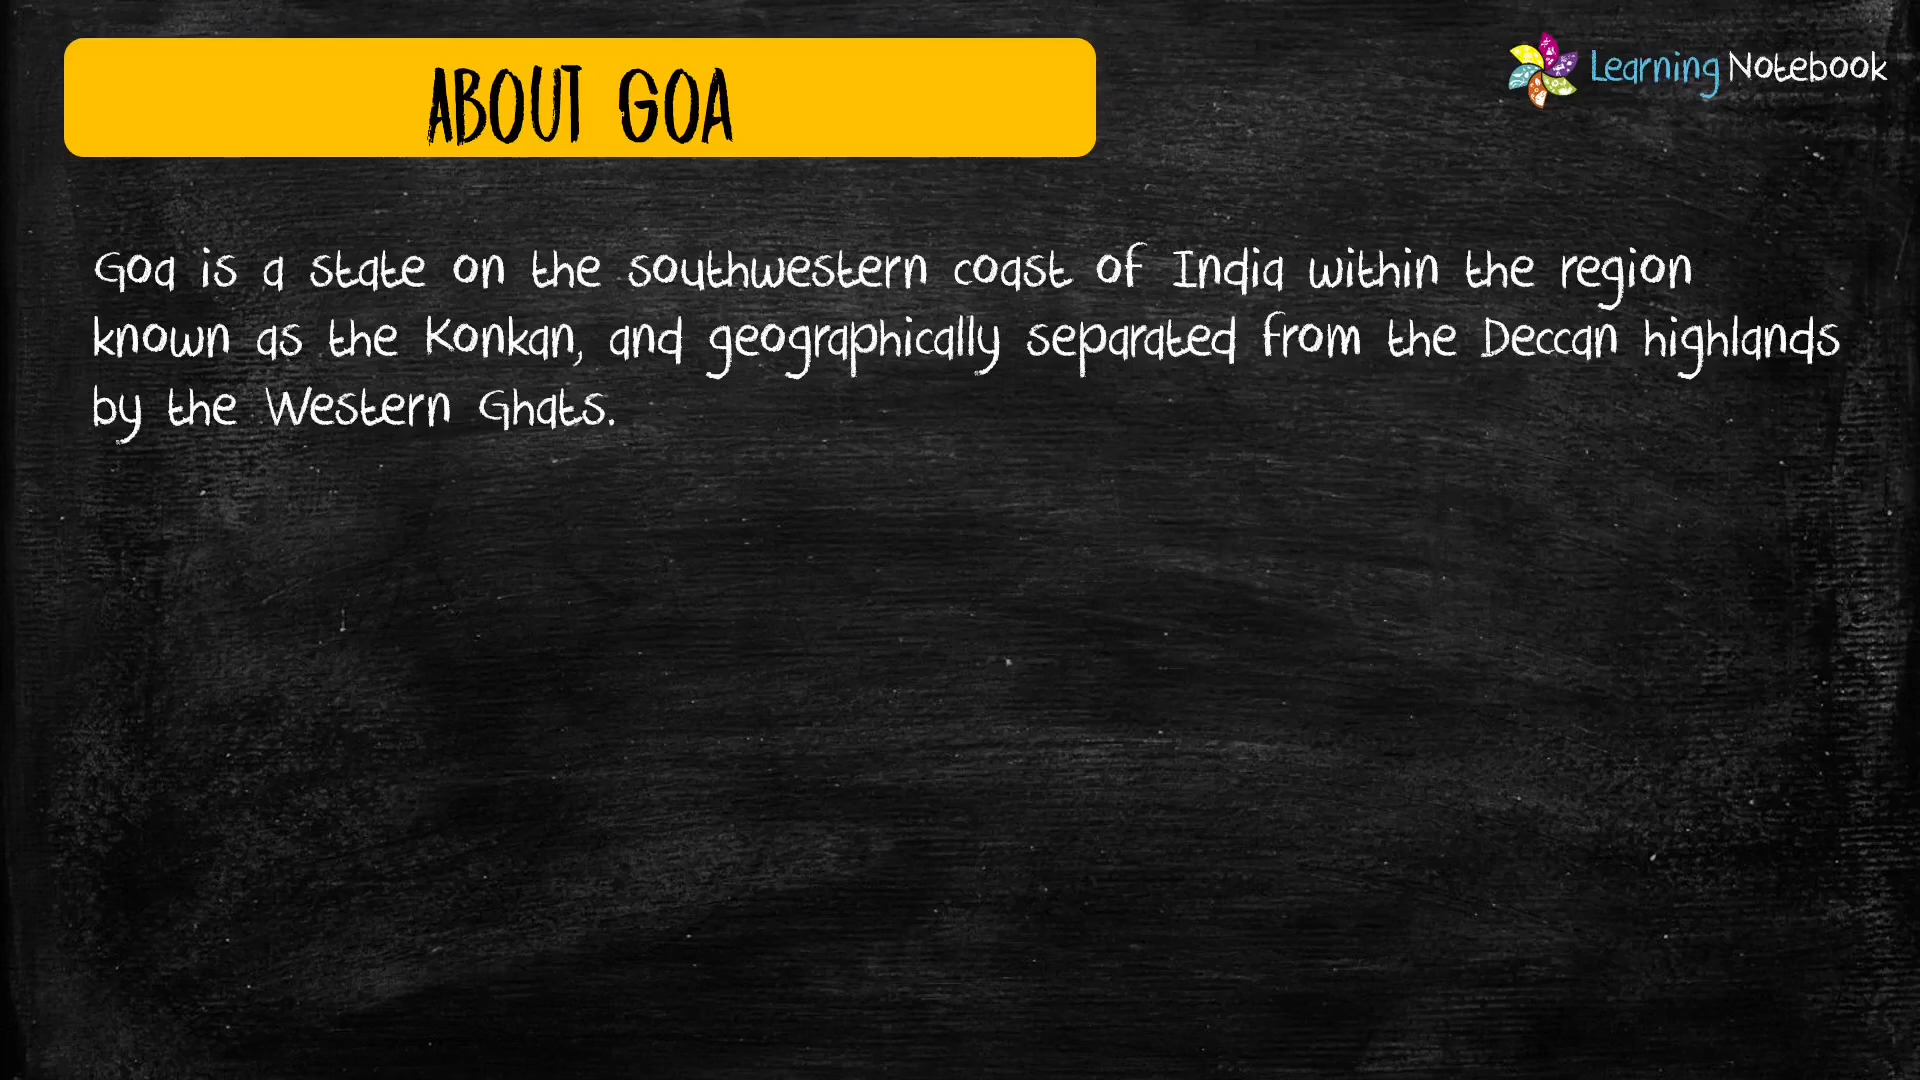 ABOUT GOA
Learning Notebook
Goa is a state on the southwestern coast of India within the region
known as the Konkan, and geographically separated from the Deccan highlands
by the Western Ghats.